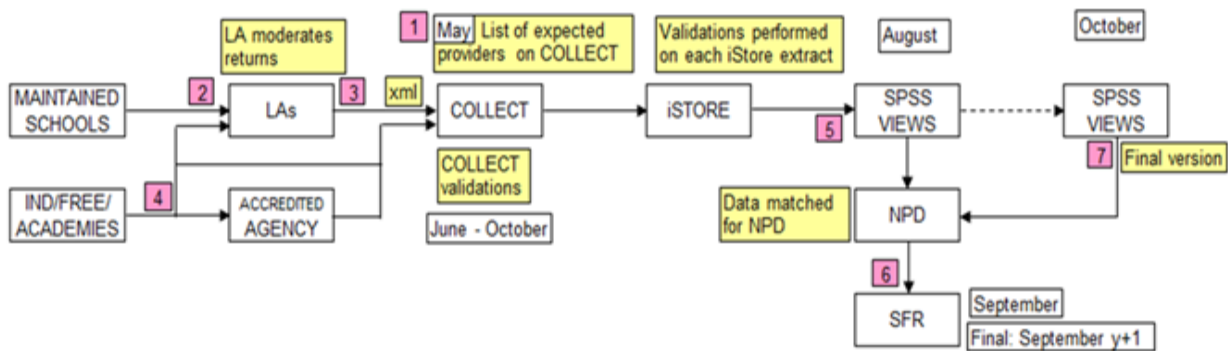 1
May List of expected
providers on COLLECT
LA moderates
returns
Validations performed
on each iStore extract
August
October
2
3
xml
MAINTAINED
SCHOOLS
LAs
COLLECT
iSTORE
SPSS
VIEWS
SPSS
VIEWS
5
7
Final version
COLLECT
validations
4
IND/FREE/
ACADEMIES
ACCREDITED
AGENCY
June - October
Data matched
for NPD
NPD
6
SFR
September
Final: September y+1